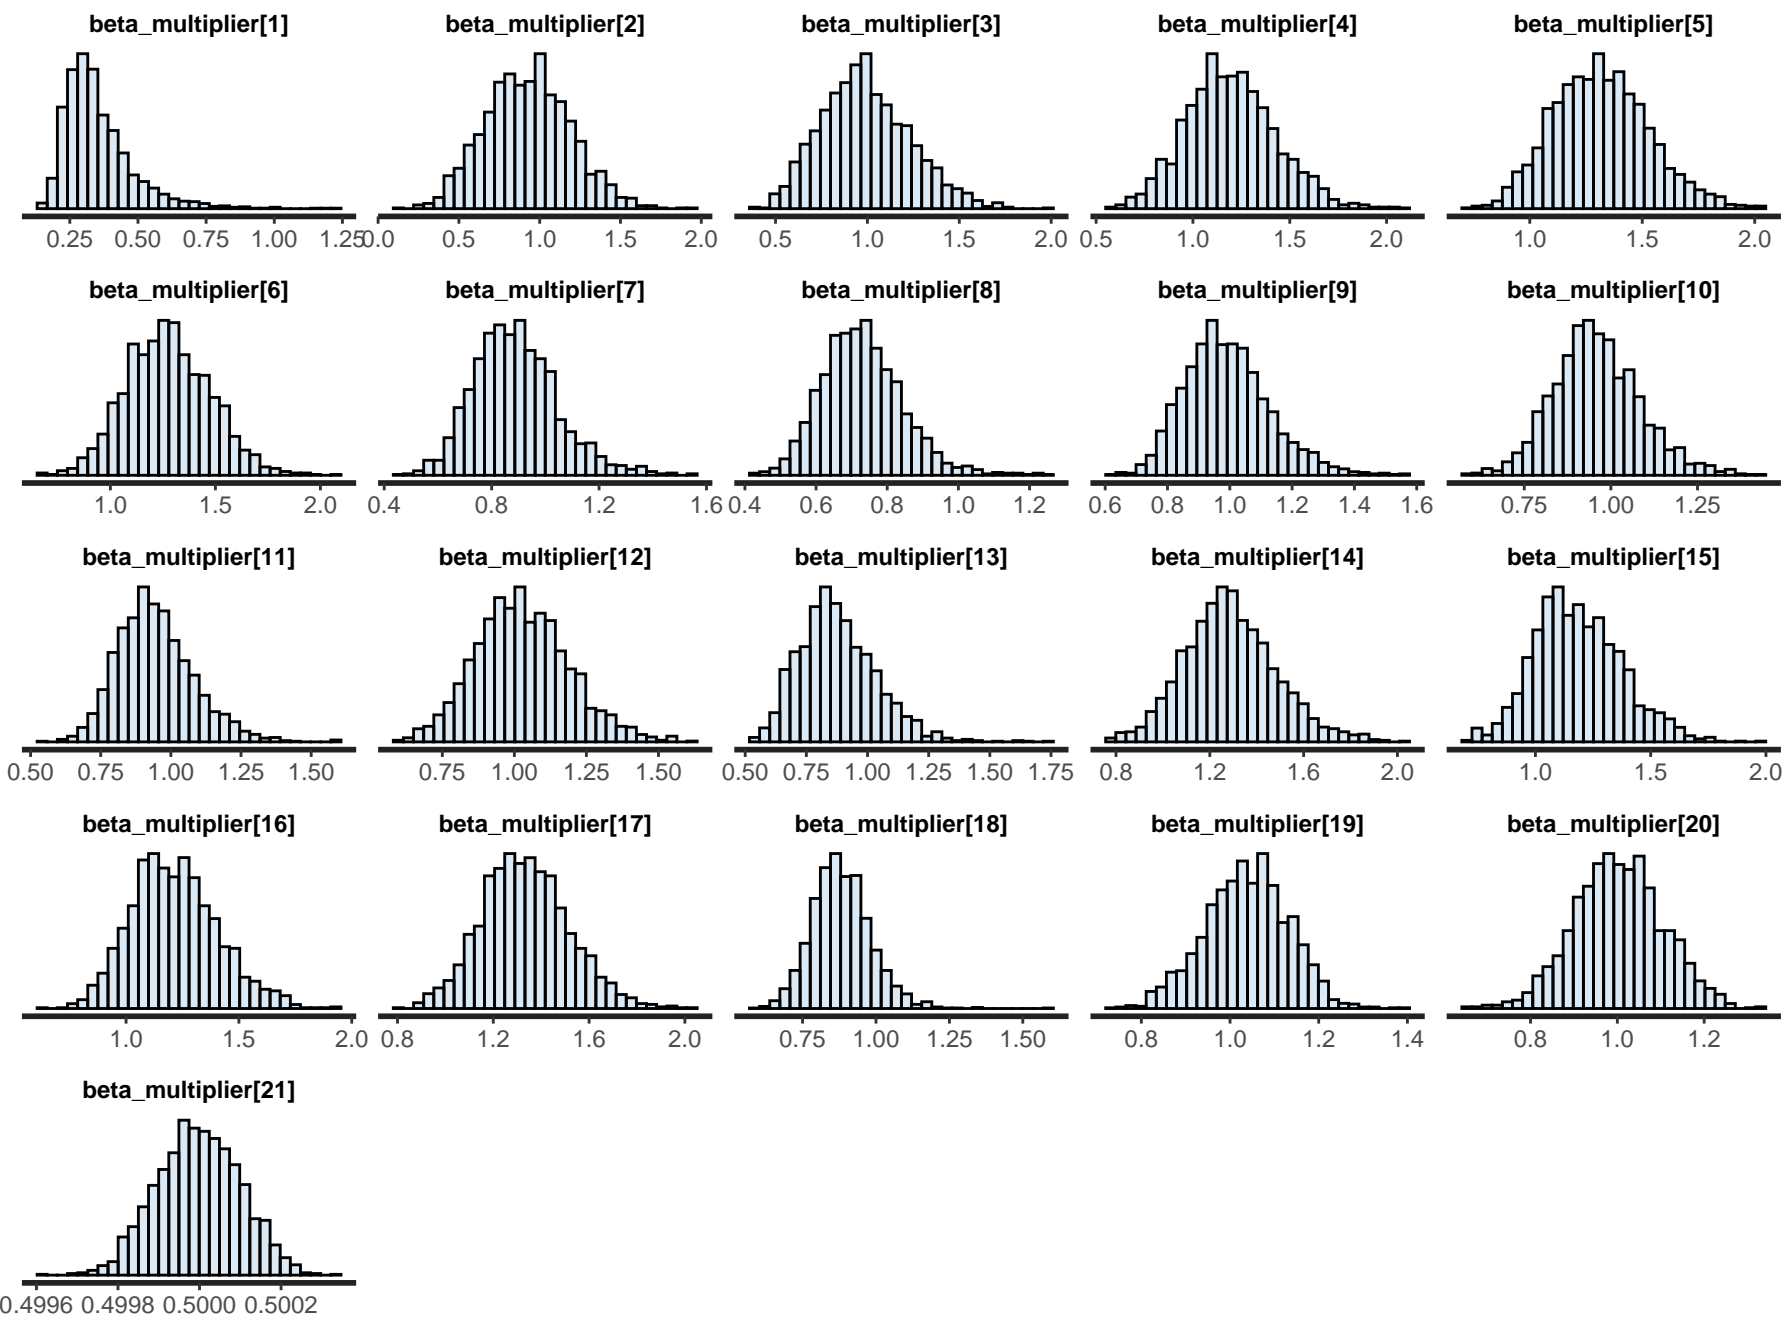 beta_multiplier[1] beta_multiplier[2] beta_multiplier[3] beta_multiplier[4] beta_multiplier[5]
0.25 0.50 0.75 1.00 1.25 0.0 0.5 1.0 1.5 2.0 0.5 1.0 1.5 2.0 0.5 1.0 1.5 2.0 1.0 1.5 2.0
beta_multiplier[6] beta_multiplier[7] beta_multiplier[8] beta_multiplier[9] beta_multiplier[10]
1.0 1.5 2.0 0.4 0.8 1.2 1.6 0.4 0.6 0.8 1.0 1.2 0.6 0.8 1.0 1.2 1.4 1.6 0.75 1.00 1.25
beta_multiplier[11] beta_multiplier[12] beta_multiplier[13] beta_multiplier[14] beta_multiplier[15]
0.50 0.75 1.00 1.25 1.50 0.75 1.00 1.25 1.50 0.50 0.75 1.00 1.25 1.50 1.75 0.8 1.2 1.6 2.0 1.0 1.5 2.0
beta_multiplier[16] beta_multiplier[17] beta_multiplier[18] beta_multiplier[19] beta_multiplier[20]
1.0 1.5 2.0 0.8 1.2 1.6 2.0 0.75 1.00 1.25 1.50 0.8 1.0 1.2 1.4 0.8 1.0 1.2
beta_multiplier[21]
0.4996 0.4998 0.5000 0.5002